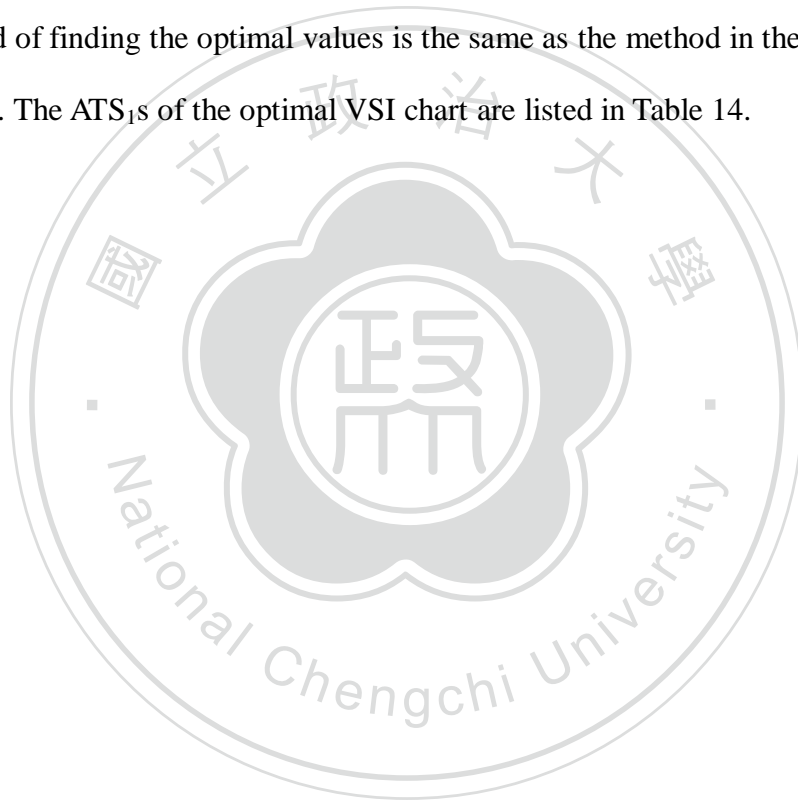 d of finding the optimal values is the same as the method in the
. The ATS₁s of the optimal VSI chart are listed in Table 14.
國立政治大學
政
National Chengchi University